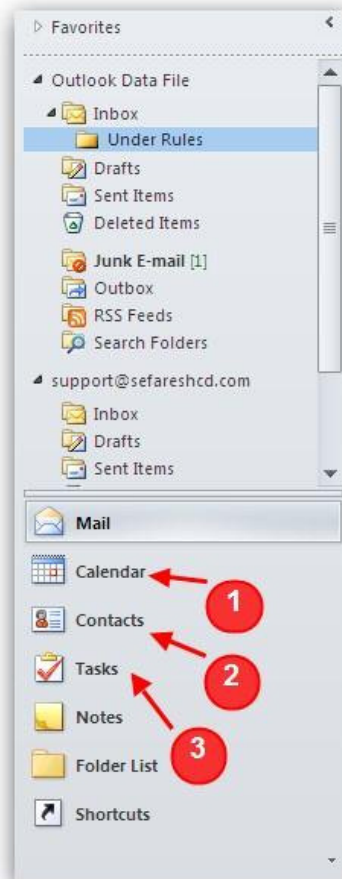 Favorites
Outlook Data File
Inbox
Under Rules
Drafts
Sent Items
Deleted Items
Junk E-mail [1]
Outbox
RSS Feeds
Search Folders
support@sefareshcd.com
Inbox
Drafts
Sent Items
Mail
Calendar
1
Contacts
2
Tasks
3
Notes
Folder List
Shortcuts